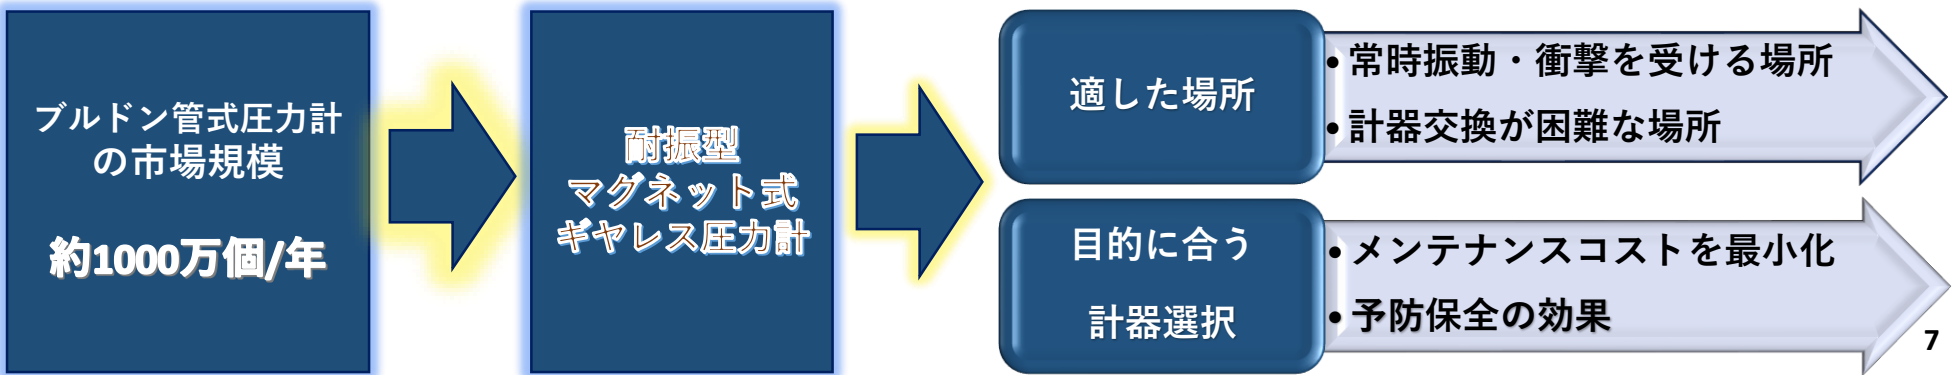 ブルドン管式圧力計
の市場規模
約1000万個/年
耐振型
マグネット式
ギヤレス圧力計
適した場所
• 常時振動・衝撃を受ける場所
• 計器交換が困難な場所
目的に合う
計器選択
• メンテナンスコストを最小化
• 予防保全の効果
7